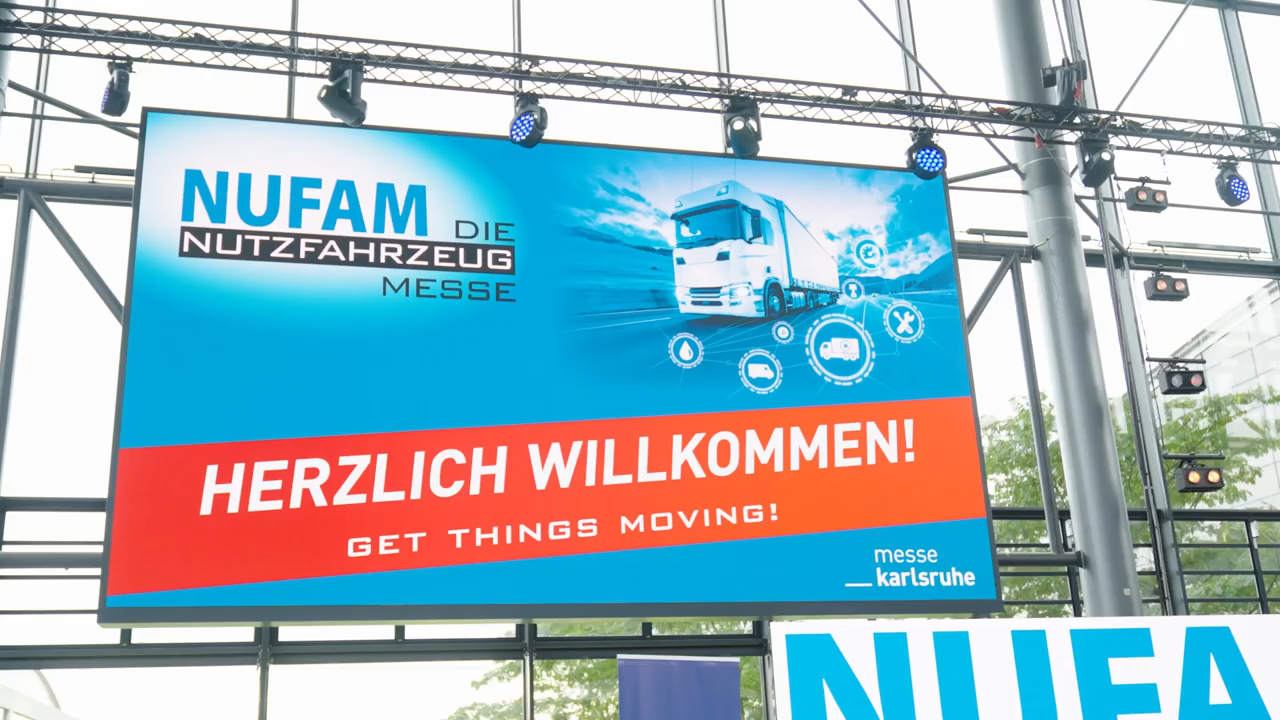 NUFAM DIE
NUTZFAHRZEUG
MESSE
HERZLICH WILLKOMMEN!
GET THINGS MOVING!
messe
karlsruhe
NUFA